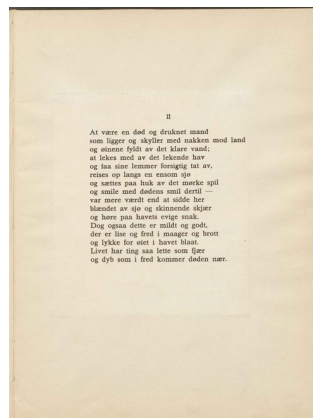 II
At være en død og druknet mand
som ligger og skyller med nakken mod land
og øinene fyldt av det klare vand;
at lekes med av det lekende hav
og faa sine lemmer forsigtig tat av,
reises op langs en ensom sjø
og sættes paa huk av det mørke spil
og smile med dødens smil dertil —
var mere værdt end at sidde her
blændet av sjø og skinnende skjær
og høre paa havets evige snak.
Dog ogsaa dette er mildt og godt,
der er lise og fred i maager og brott
og lykke for øiet i havet blaat.
Livet har ting saa lette som fjær
og dyb som i fred kommer døden nær.